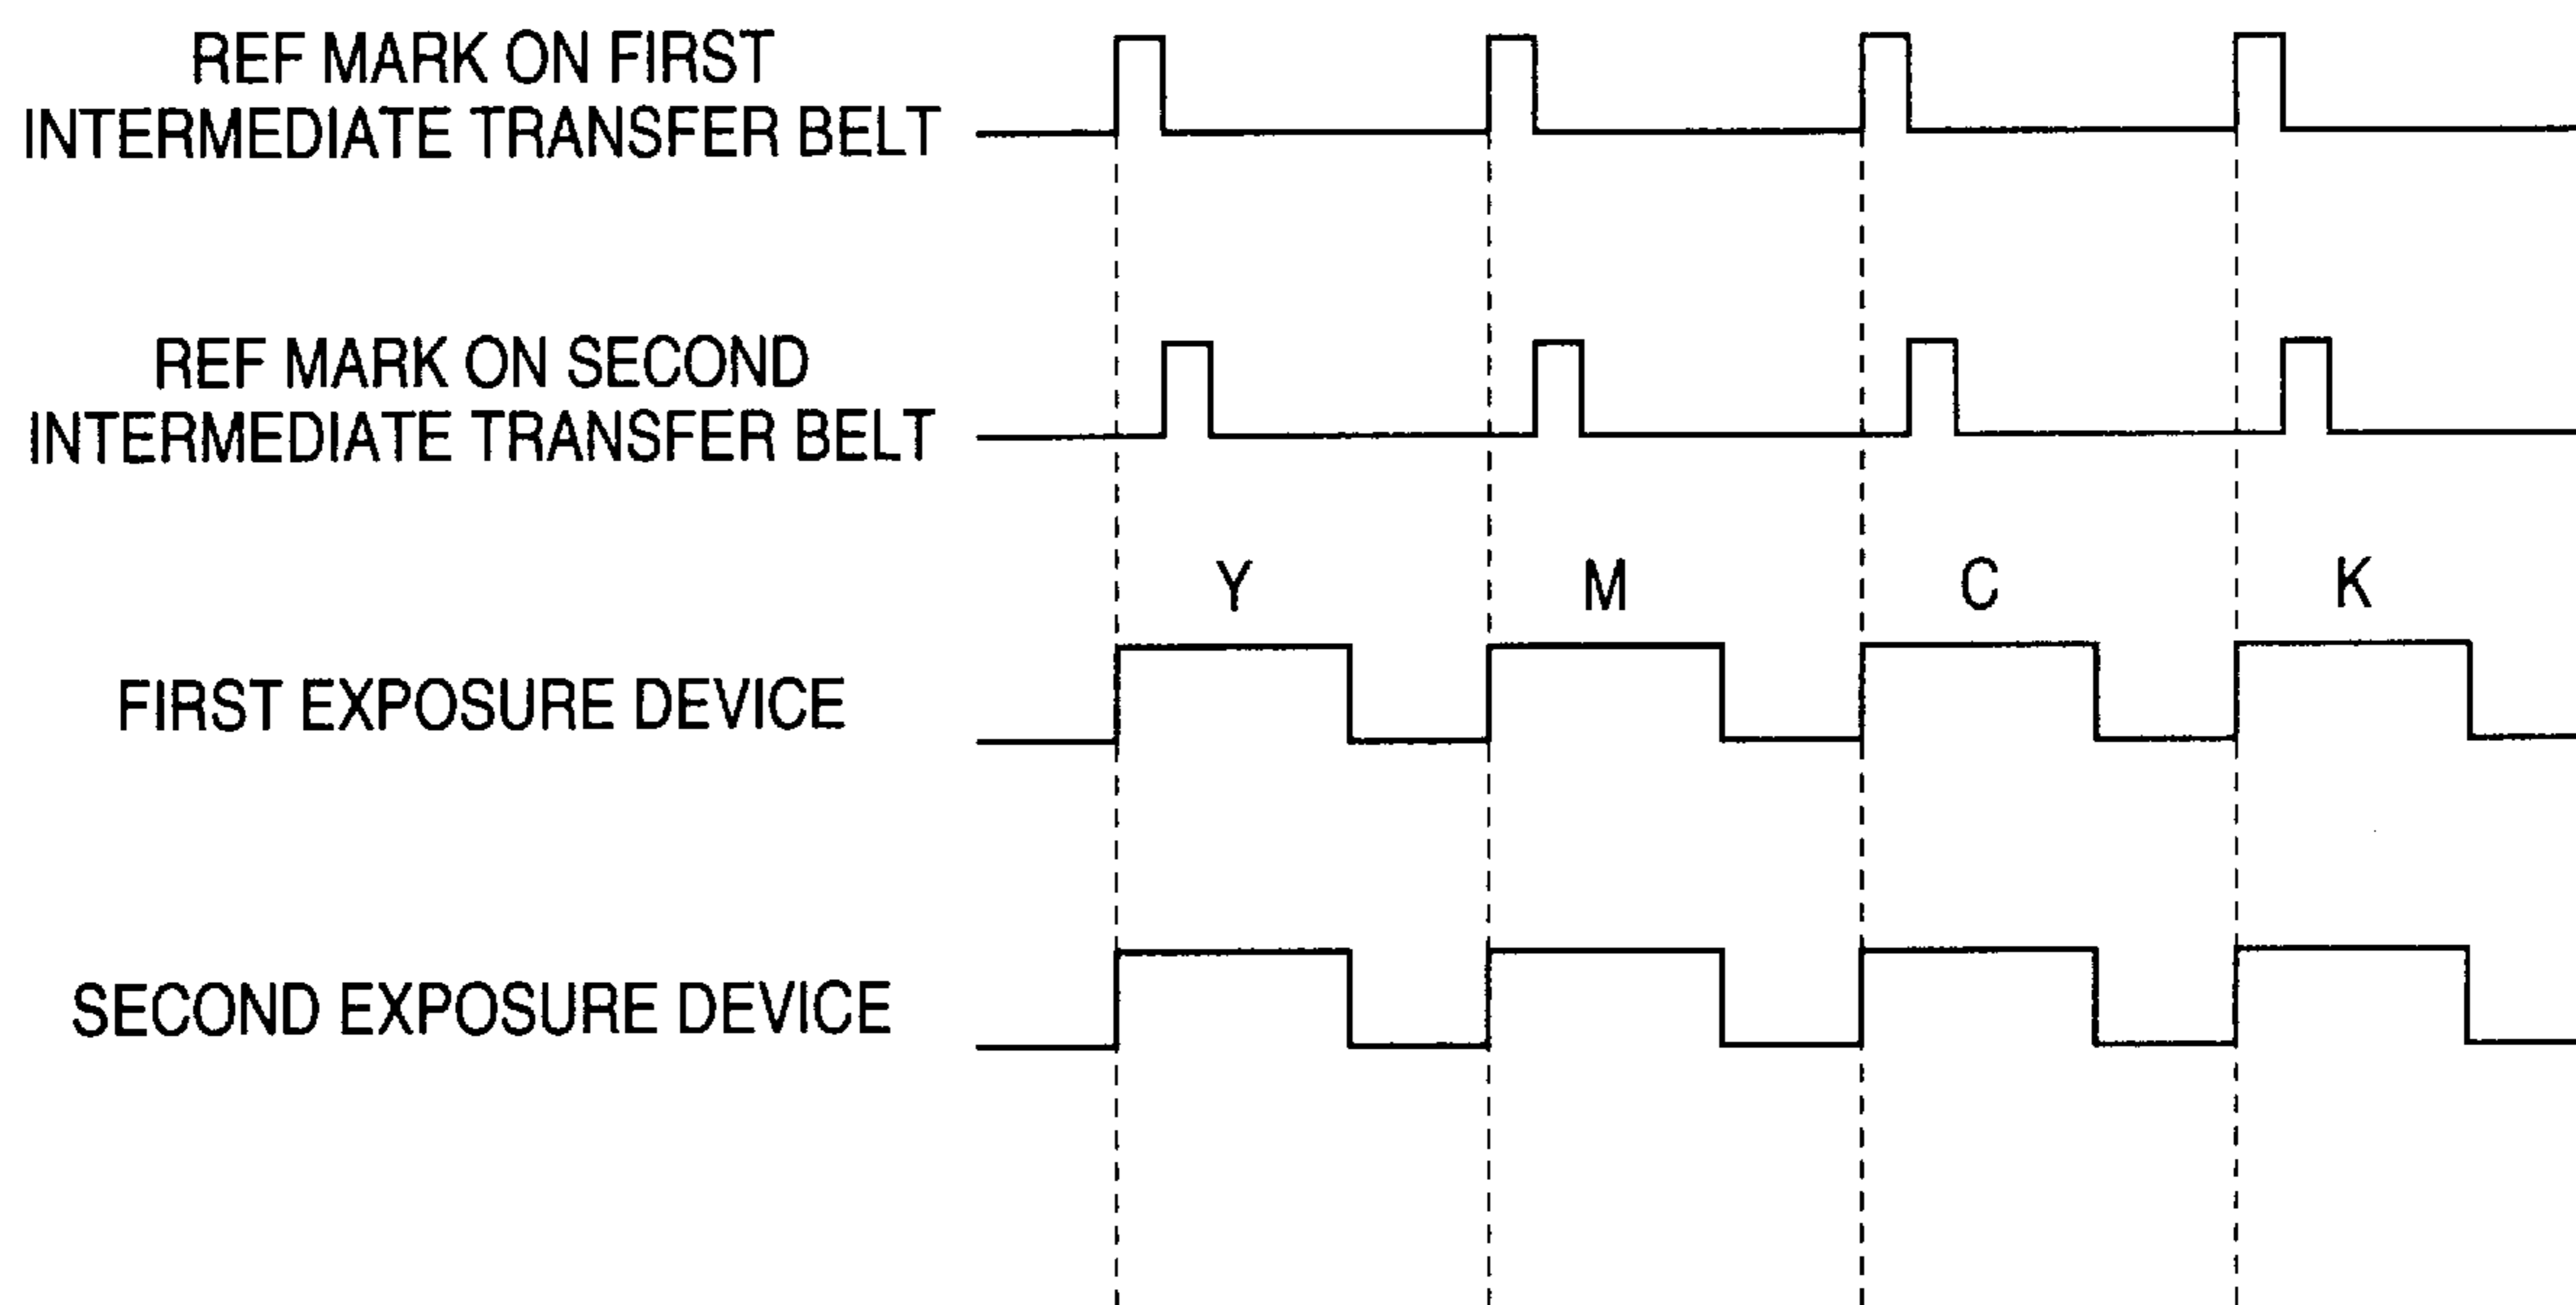 REF MARK ON FIRST
INTERMEDIATE TRANSFER BELT
REF MARK ON SECOND
INTERMEDIATE TRANSFER BELT
Y M C K
FIRST EXPOSURE DEVICE
SECOND EXPOSURE DEVICE